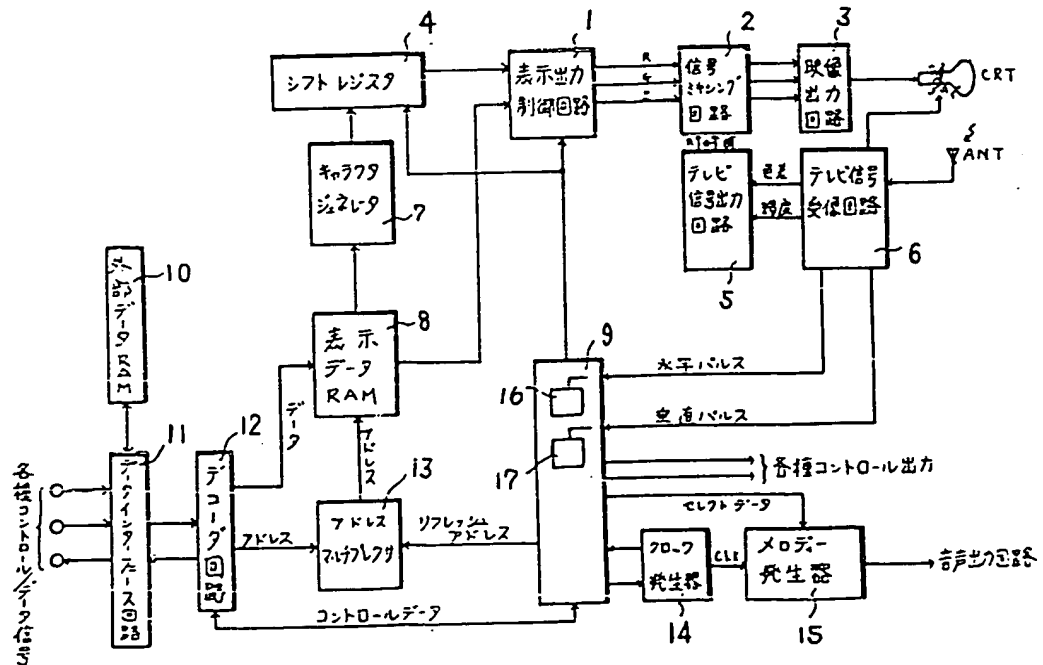 4
シフトレジスタ
1
表示出力
制御回路
R
G
2
信号
ミキシング
回路
3
映像
出力
回路
CRT
ANT
キャラクタ
ジェネレータ
7
テレビ
信号出力
回路
5
色差
輝度
テレビ信号
受信回路
6
10
外部データRAM
8
表示
データ
RAM
データ
アドレス
9
16
17
水平パルス
垂直パルス
各種コントロール出力
セレクトデータ
11
データインターフェース回路
各種コントロール/データ信号
12
デコーダ回路
アドレス
13
アドレス
マルチプレクサ
リフレッシュ
アドレス
コントロールデータ
クロック
発生器
14
CLK
メロディー
発生器
15
音声出力回路